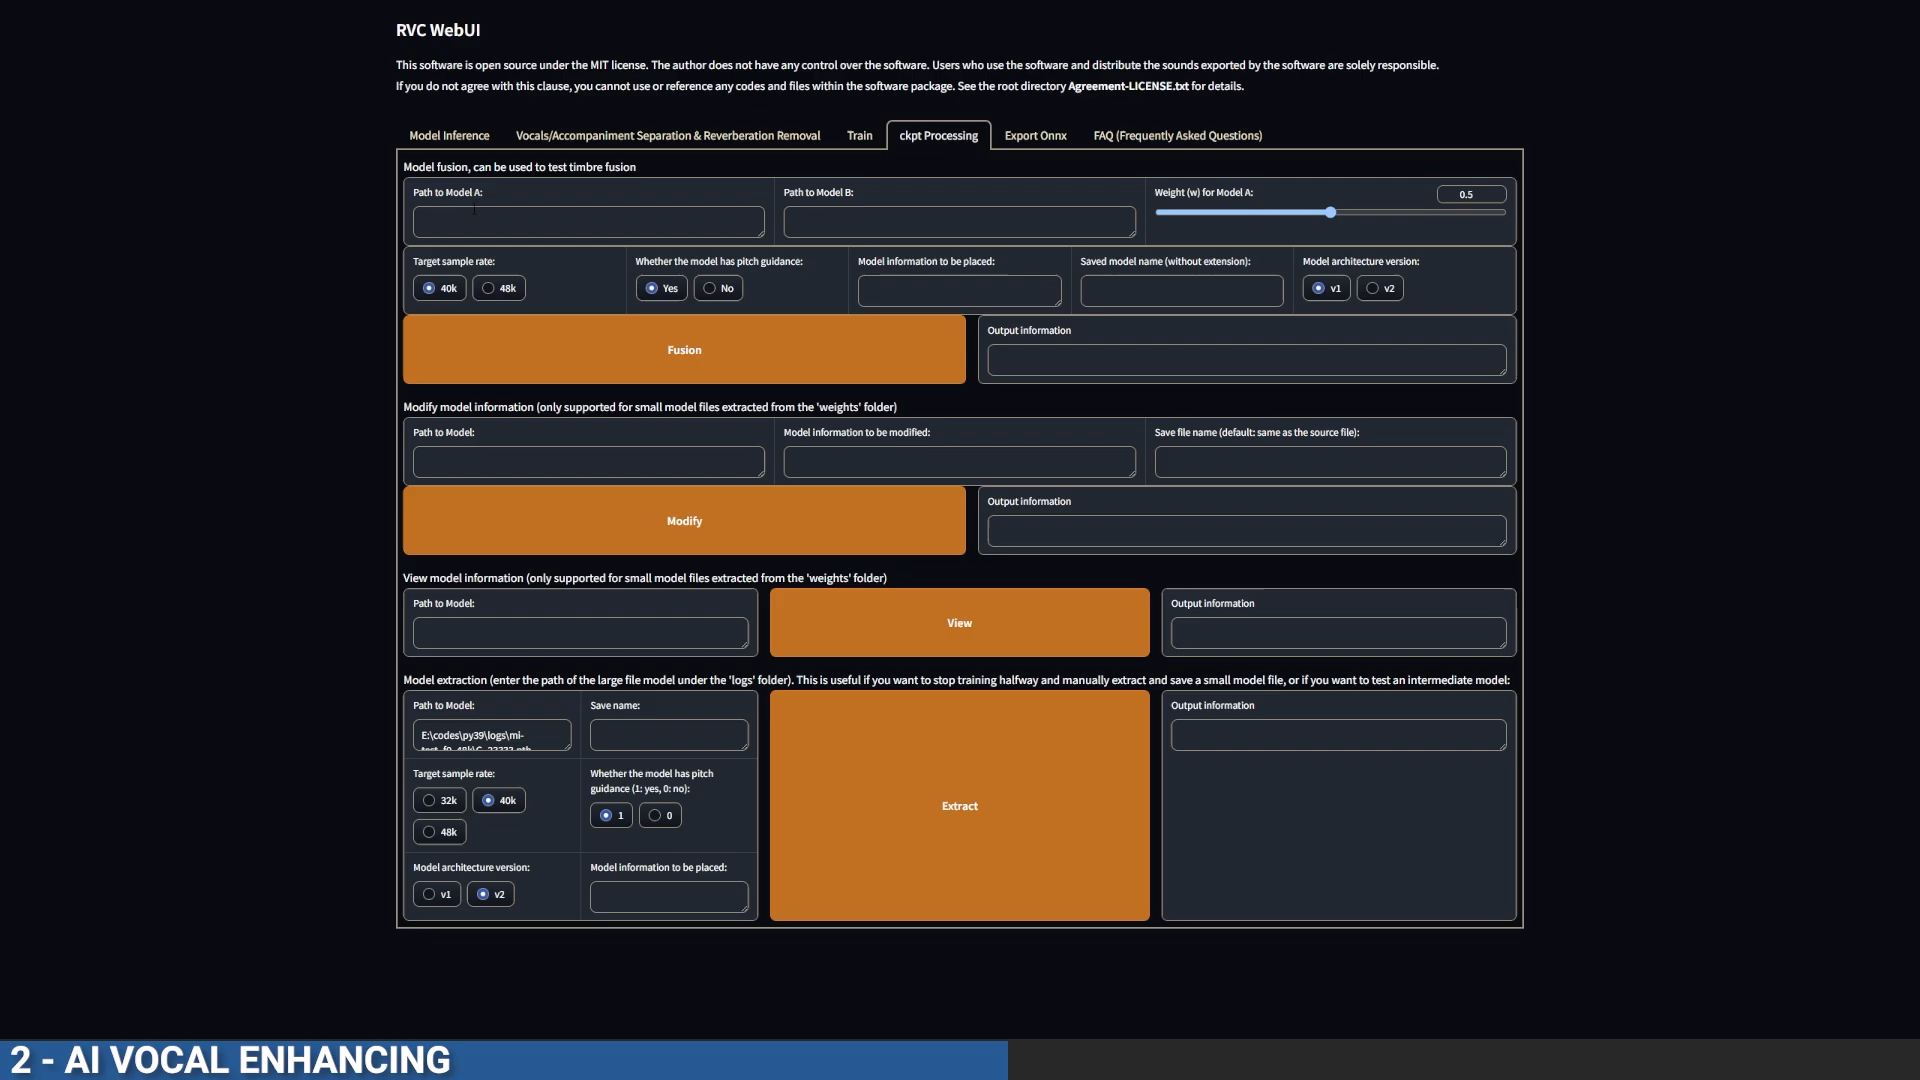 RVC WebUI
This software is open source under the MIT license. The author does not have any control over the software. Users who use the software and distribute the sounds exported by the software are solely responsible.
If you do not agree with this clause, you cannot use or reference any codes and files within the software package. See the root directory Agreement-LICENSE.txt for details.
Model Inference Vocals/Accompaniment Separation & Reverberation Removal Train ckpt Processing Export Onnx FAQ (Frequently Asked Questions)
Model fusion, can be used to test timbre fusion
Path to Model A: Path to Model B: Weight (w) for Model A: 0.5
Target sample rate: Whether the model has pitch guidance: Model information to be placed: Saved model name (without extension): Model architecture version:
40k 48k Yes No v1 v2
Fusion
Output information
Modify model information (only supported for small model files extracted from the 'weights' folder)
Path to Model: Model information to be modified: Save file name (default: same as the source file):
Modify
Output information
View model information (only supported for small model files extracted from the 'weights' folder)
Path to Model:
View
Output information
Model extraction (enter the path of the large file model under the 'logs' folder). This is useful if you want to stop training halfway and manually extract and save a small model file, or if you want to test an intermediate model:
Path to Model: Save name:
E:\codes\py39\logs\mi-
Target sample rate:
32k 40k
48k
Whether the model has pitch
guidance (1: yes, 0: no):
1 0
Model architecture version: Model information to be placed:
v1 v2
Extract
Output information
2 - AI VOCAL ENHANCING